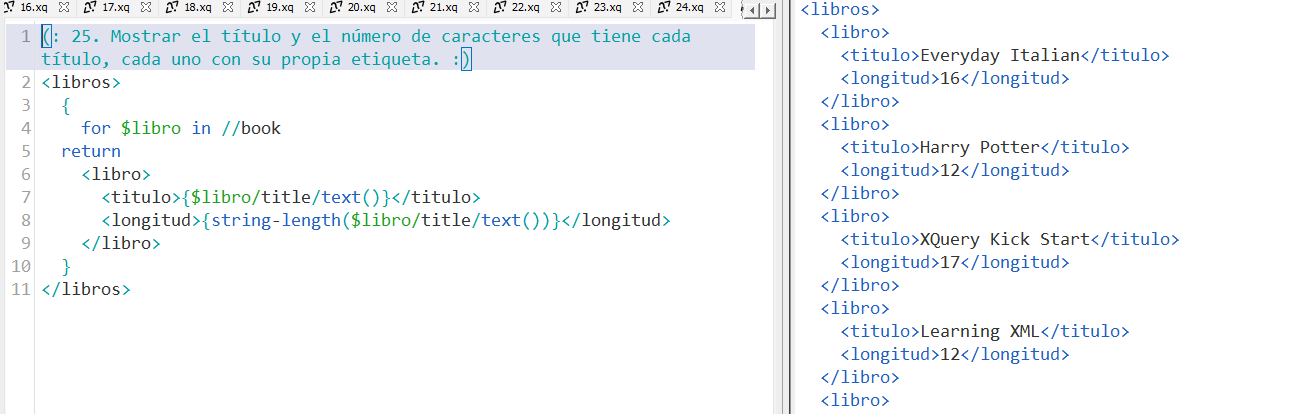 16.xq 17.xq 18.xq 19.xq 20.xq 21.xq 22.xq 23.xq 24.xq
1 (: 25. Mostrar el título y el número de caracteres que tiene cada
título, cada uno con su propia etiqueta. :)
2 <libros>
3 {
4 for $libro in //book
5 return
6 <libro>
7 <titulo>{$libro/title/text()}</titulo>
8 <longitud>{string-length($libro/title/text())}</longitud>
9 </libro>
10 }
11 </libros>
<libros>
<libro>
<titulo>Everyday Italian</titulo>
<longitud>16</longitud>
</libro>
<libro>
<titulo>Harry Potter</titulo>
<longitud>12</longitud>
</libro>
<libro>
<titulo>XQuery Kick Start</titulo>
<longitud>17</longitud>
</libro>
<libro>
<titulo>Learning XML</titulo>
<longitud>12</longitud>
</libro>
<libro>